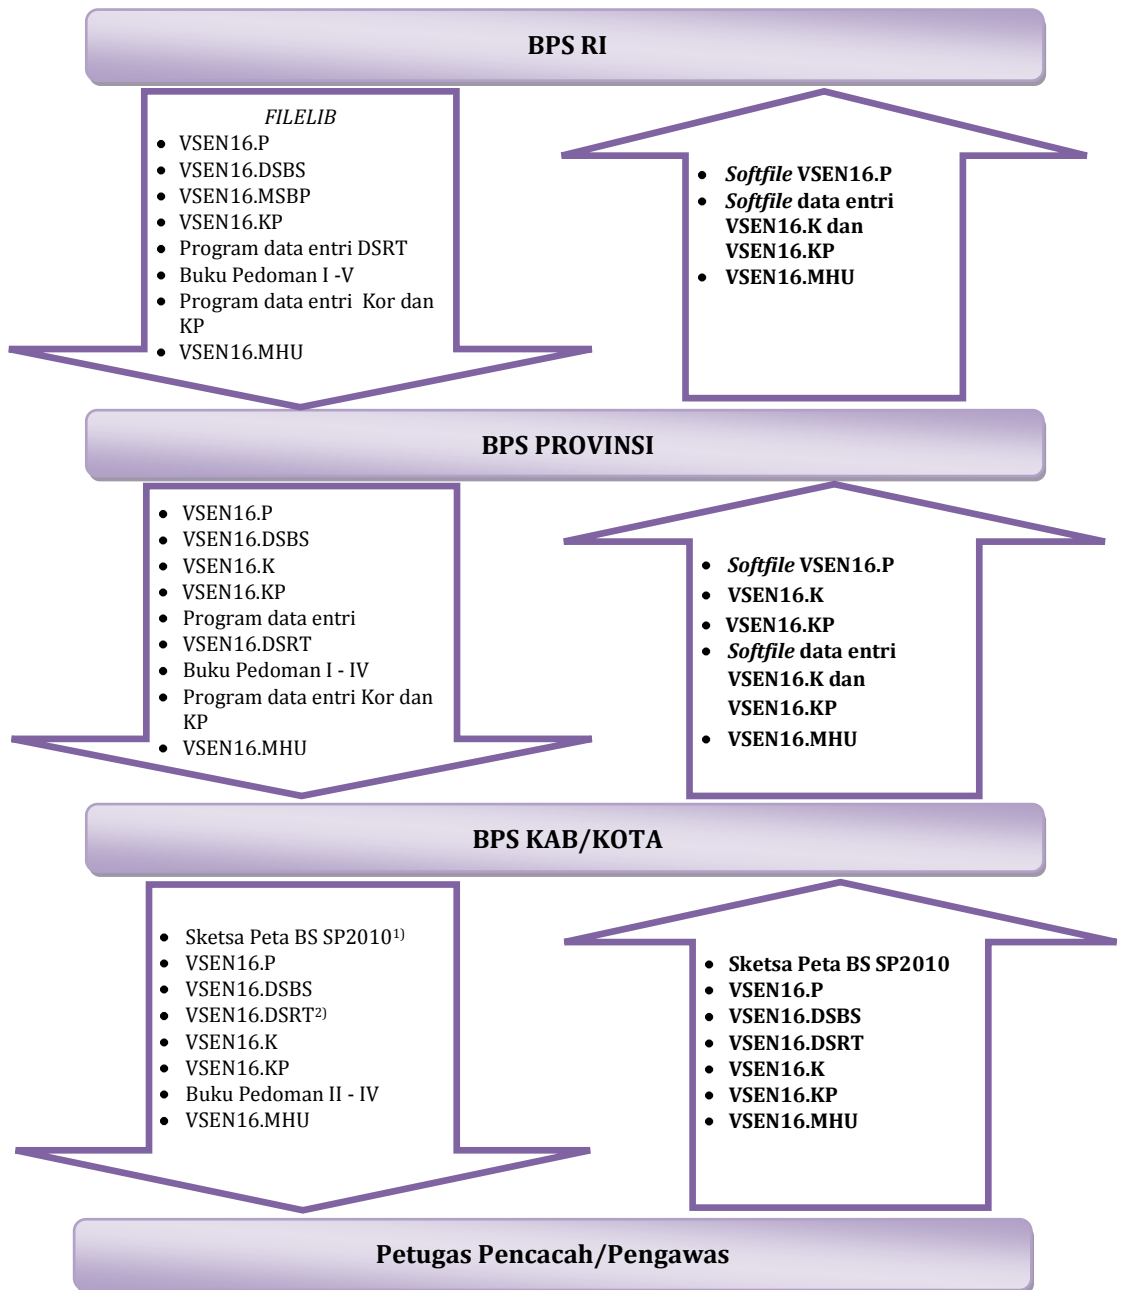 BPS RI
FILELIB
• VSEN16.P
• VSEN16.DSBS
• VSEN16.MSBP
• VSEN16.KP
• Program data entri DSRT
• Buku Pedoman I -V
• Program data entri Kor dan
KP
• VSEN16.MHU
• Softfile VSEN16.P
• Softfile data entri
VSEN16.K dan
VSEN16.KP
• VSEN16.MHU
BPS PROVINSI
• VSEN16.P
• VSEN16.DSBS
• VSEN16.K
• VSEN16.KP
• Program data entri
• VSEN16.DSRT
• Buku Pedoman I - IV
• Program data entri Kor dan
KP
• VSEN16.MHU
• Softfile VSEN16.P
• VSEN16.K
• VSEN16.KP
• Softfile data entri
VSEN16.K dan
VSEN16.KP
• VSEN16.MHU
BPS KAB/KOTA
• Sketsa Peta BS SP2010¹⁾
• VSEN16.P
• VSEN16.DSBS
• VSEN16.DSRT²⁾
• VSEN16.K
• VSEN16.KP
• Buku Pedoman II - IV
• VSEN16.MHU
• Sketsa Peta BS SP2010
• VSEN16.P
• VSEN16.DSBS
• VSEN16.DSRT
• VSEN16.K
• VSEN16.KP
• VSEN16.MHU
Petugas Pencacah/Pengawas